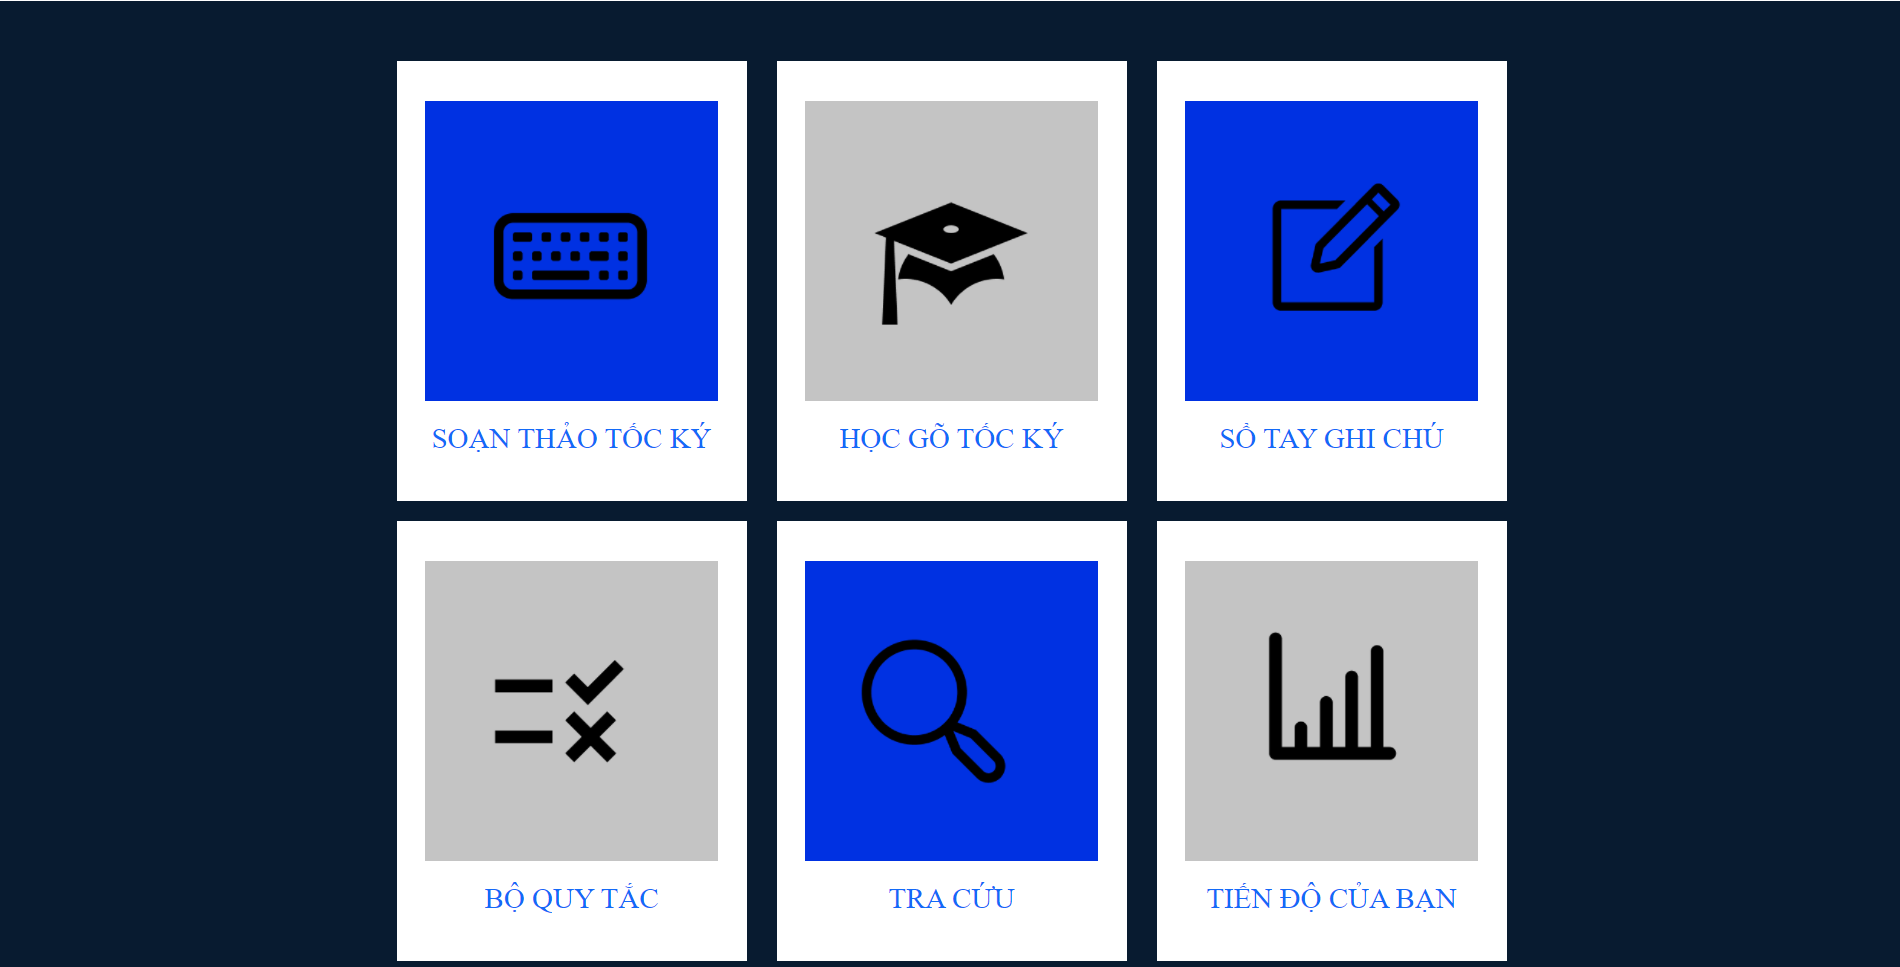 SOẠN THẢO TỐC KÝ
HỌC GÕ TỐC KÝ
SỔ TAY GHI CHÚ
BỘ QUY TẮC
TRA CỨU
TIẾN ĐỘ CỦA BẠN